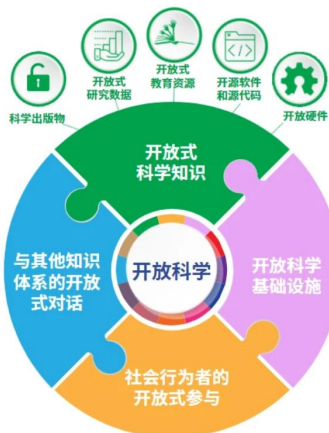 开放式
研究数据
开放式
教育资源
开源软件
和源代码
科学出版物
开放硬件
</>
开放式
科学知识
与其他知识
体系的开放
式对话
开放科学
开放科学
基础设施
社会行为者的
开放式参与